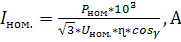 Iном. = Pном*10³ / √3*Uном.*η*cosγ, А